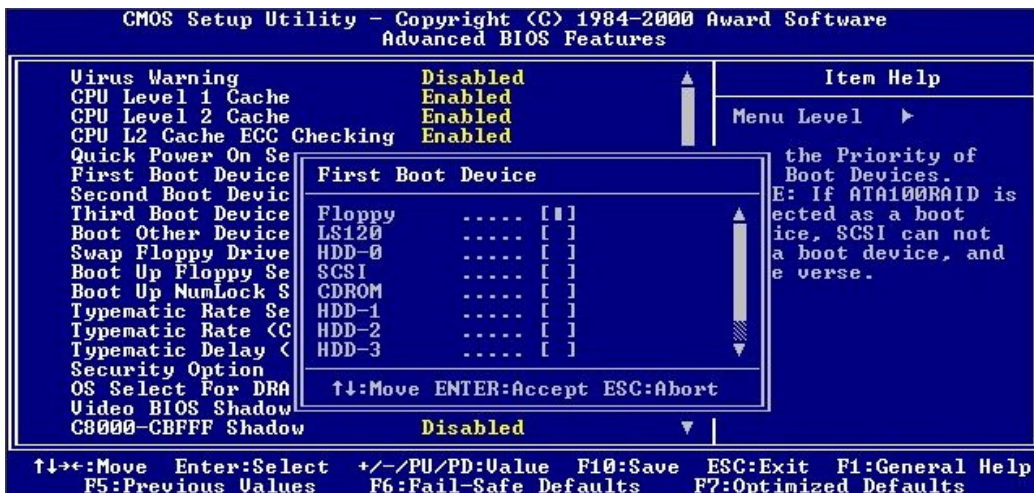 CMOS Setup Utility - Copyright (C) 1984-2000 Award Software
Advanced BIOS Features
Virus Warning Disabled
CPU Level 1 Cache Enabled
CPU Level 2 Cache Enabled
CPU L2 Cache ECC Checking Enabled
Quick Power On Se
First Boot Device
Second Boot Devic
Third Boot Device
Boot Other Device
Swap Floppy Drive
Boot Up Floppy Se
Boot Up NumLock S
Typematic Rate Se
Typematic Rate (C
Typematic Delay (
Security Option
OS Select For DRA
Video BIOS Shadow
C8000-CBFFF Shadow Disabled
First Boot Device
Floppy ..... [▮]
LS120 ..... [ ]
HDD-0 ..... [ ]
SCSI ..... [ ]
CDROM ..... [ ]
HDD-1 ..... [ ]
HDD-2 ..... [ ]
HDD-3 ..... [ ]
↑↓:Move ENTER:Accept ESC:Abort
Item Help
Menu Level ▶
the Priority of
Boot Devices.
E: If ATA100RAID is
ected as a boot
ice, SCSI can not
a boot device, and
e verse.
↑↓→←:Move Enter:Select +/-/PU/PD:Value F10:Save ESC:Exit F1:General Help
F5:Previous Values F6:Fail-Safe Defaults F7:Optimized Defaults